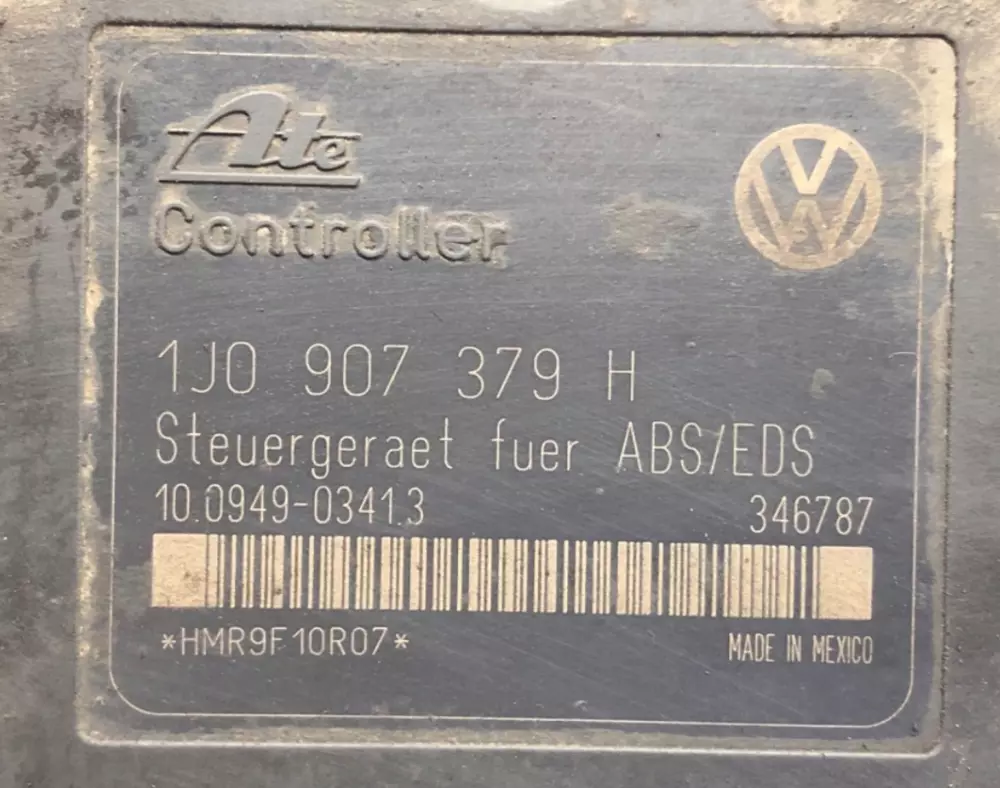 Ate
Controller
1J0 907 379 H
Steuergeraet fuer ABS/EDS
10.0949-0341.3 346787
*HMR9F10R07*
MADE IN MEXICO